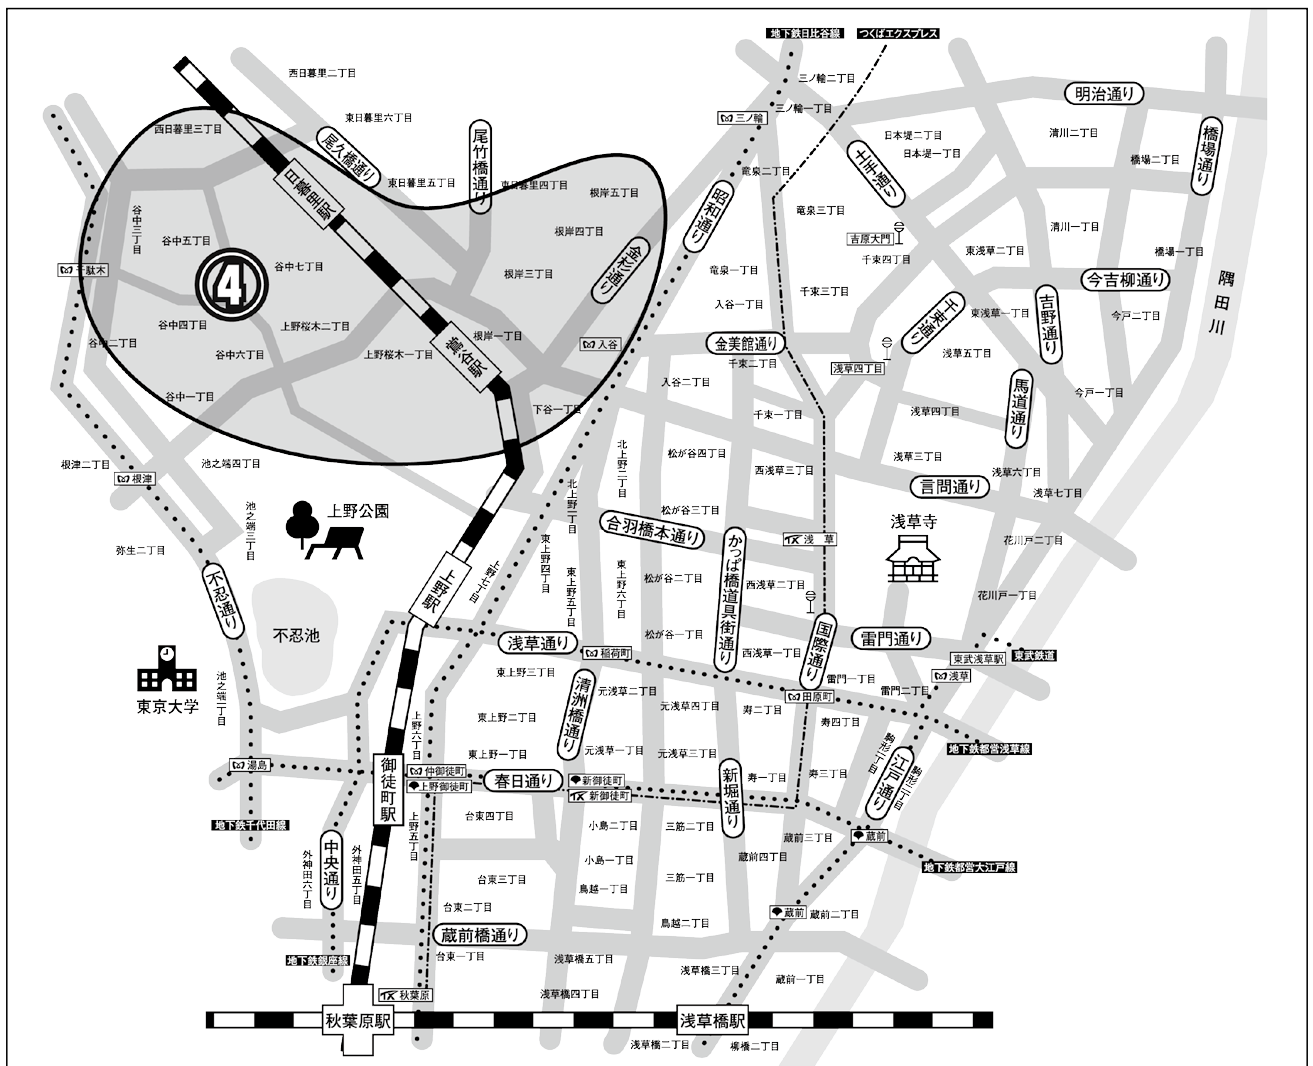 地下鉄日比谷線
つくばエクスプレス
西日暮里二丁目
三ノ輪二丁目
明治通り
三ノ輪一丁目
東日暮里六丁目
三ノ輪
西日暮里三丁目
尾久橋通り
尾竹橋通り
日本堤二丁目
日本堤一丁目
清川二丁目
橋場二丁目
橋場通り
土手通り
竜泉二丁目
東日暮里五丁目
東日暮里四丁目
根岸五丁目
日暮里駅
昭和通り
竜泉三丁目
谷中三丁目
谷中五丁目
根岸四丁目
吉原大門
清川一丁目
東浅草二丁目
橋場一丁目
千束四丁目
千駄木
4
谷中七丁目
根岸三丁目
金杉通り
竜泉一丁目
今吉柳通り
隅田川
千束三丁目
入谷一丁目
千束通り
東浅草一丁目
吉野通り
今戸二丁目
谷中四丁目
上野桜木二丁目
根岸一丁目
谷中二丁目
谷中六丁目
上野桜木一丁目
鶯谷駅
入谷
金美館通り
千束二丁目
浅草五丁目
浅草四丁目
入谷二丁目
馬道通り
今戸一丁目
谷中一丁目
下谷一丁目
千束一丁目
浅草四丁目
北上野二丁目
松が谷四丁目
西浅草三丁目
浅草三丁目
浅草六丁目
根津二丁目
池之端四丁目
根津
言問通り
浅草七丁目
北上野一丁目
池之端三丁目
上野公園
松が谷三丁目
合羽橋本通り
かっぱ橋道具街通り
浅草
浅草寺
花川戸二丁目
弥生二丁目
東上野四丁目
東上野五丁目
東上野六丁目
上野七丁目
松が谷二丁目
西浅草二丁目
不忍通り
上野駅
花川戸一丁目
不忍池
浅草通り
稲荷町
松が谷一丁目
西浅草一丁目
国際通り
雷門通り
東武浅草駅
東武鉄道
浅草
東京大学
池之端二丁目
東上野三丁目
清洲橋通り
元浅草二丁目
元浅草四丁目
雷門一丁目
雷門二丁目
田原町
寿二丁目
寿四丁目
上野六丁目
東上野二丁目
地下鉄都営浅草線
東上野一丁目
元浅草一丁目
元浅草三丁目
駒形一丁目
江戸通り
駒形二丁目
湯島
御徒町駅
仲御徒町
上野御徒町
春日通り
新御徒町
新御徒町
新堀通り
寿一丁目
寿三丁目
地下鉄千代田線
台東四丁目
小島二丁目
三筋二丁目
蔵前三丁目
蔵前
上野五丁目
外神田六丁目
中央通り
外神田五丁目
小島一丁目
蔵前四丁目
地下鉄都営大江戸線
台東三丁目
鳥越一丁目
三筋一丁目
台東二丁目
蔵前
蔵前二丁目
鳥越二丁目
蔵前橋通り
地下鉄銀座線
台東一丁目
浅草橋五丁目
浅草橋三丁目
蔵前一丁目
秋葉原
浅草橋四丁目
秋葉原駅
浅草橋駅
浅草橋二丁目
柳橋二丁目